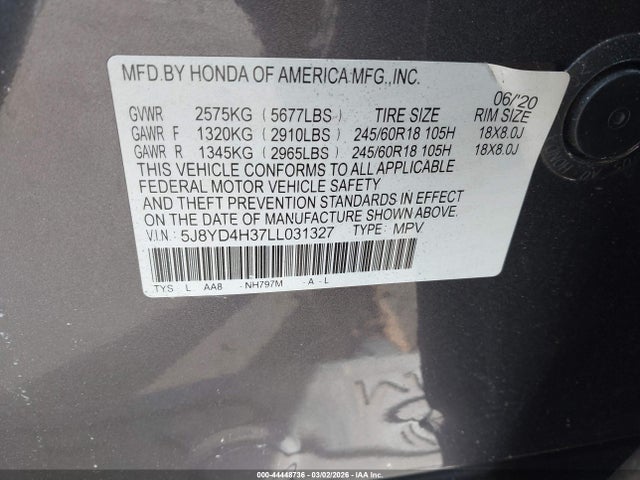 MFD.BY HONDA OF AMERICA MFG.,INC.
06/'20
GVWR 2575KG (5677LBS) TIRE SIZE RIM SIZE
GAWR F 1320KG (2910LBS) 245/60R18 105H 18X8.0J
GAWR R 1345KG (2965LBS) 245/60R18 105H 18X8.0J
THIS VEHICLE CONFORMS TO ALL APPLICABLE
FEDERAL MOTOR VEHICLE SAFETY
AND THEFT PREVENTION STANDARDS IN EFFECT
ON THE DATE OF MANUFACTURE SHOWN ABOVE.
V.I.N: 5J8YD4H37LL031327 TYPE: MPV
TYS L AA8 -NH797M -A -L
000-44448736 - 03/02/2026 - IAA Corp.